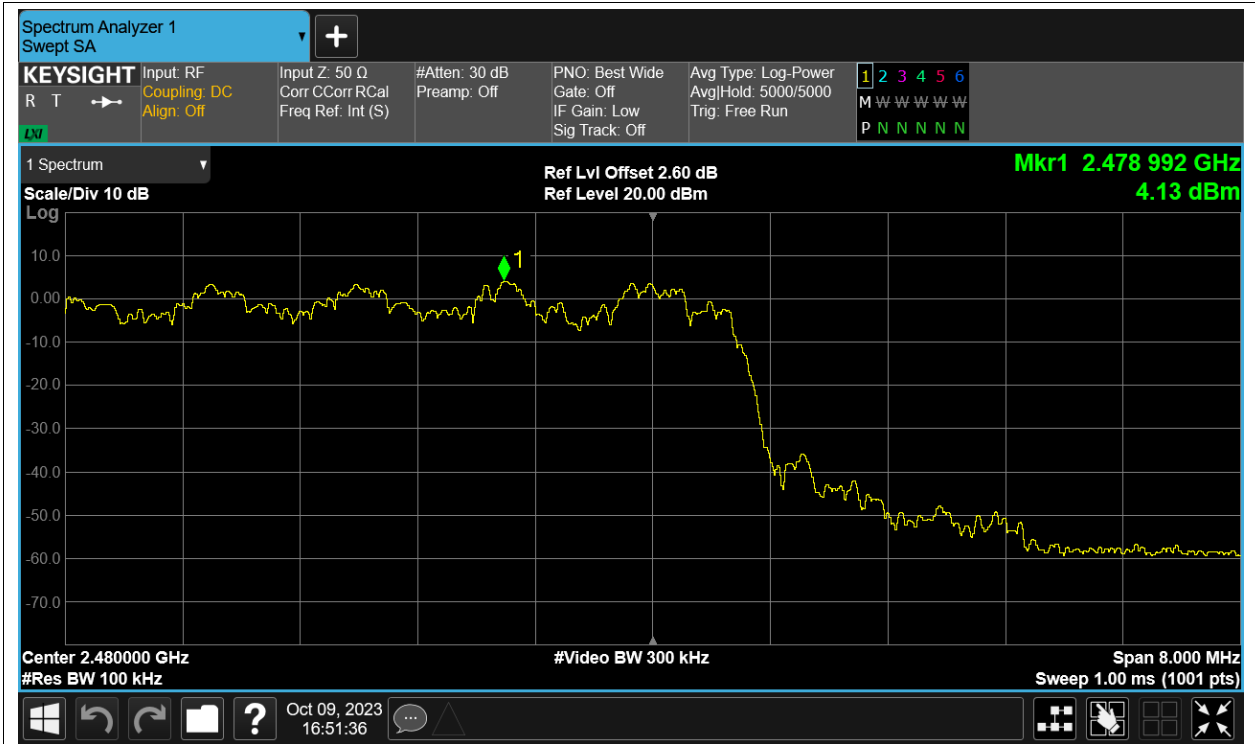 Spectrum Analyzer 1
Swept SA
KEYSIGHT
R T
LXI
Input: RF
Coupling: DC
Align: Off
Input Z: 50 Ω
Corr CCorr RCal
Freq Ref: Int (S)
#Atten: 30 dB
Preamp: Off
PNO: Best Wide
Gate: Off
IF Gain: Low
Sig Track: Off
Avg Type: Log-Power
Avg|Hold: 5000/5000
Trig: Free Run
1 2 3 4 5 6
M W W W W W
P N N N N N
1 Spectrum
Scale/Div 10 dB
Log
Ref Lvl Offset 2.60 dB
Ref Level 20.00 dBm
Mkr1 2.478 992 GHz
4.13 dBm
1
10.0
0.00
-10.0
-20.0
-30.0
-40.0
-50.0
-60.0
-70.0
Center 2.480000 GHz
#Res BW 100 kHz
#Video BW 300 kHz
Span 8.000 MHz
Sweep 1.00 ms (1001 pts)
?
Oct 09, 2023
16:51:36